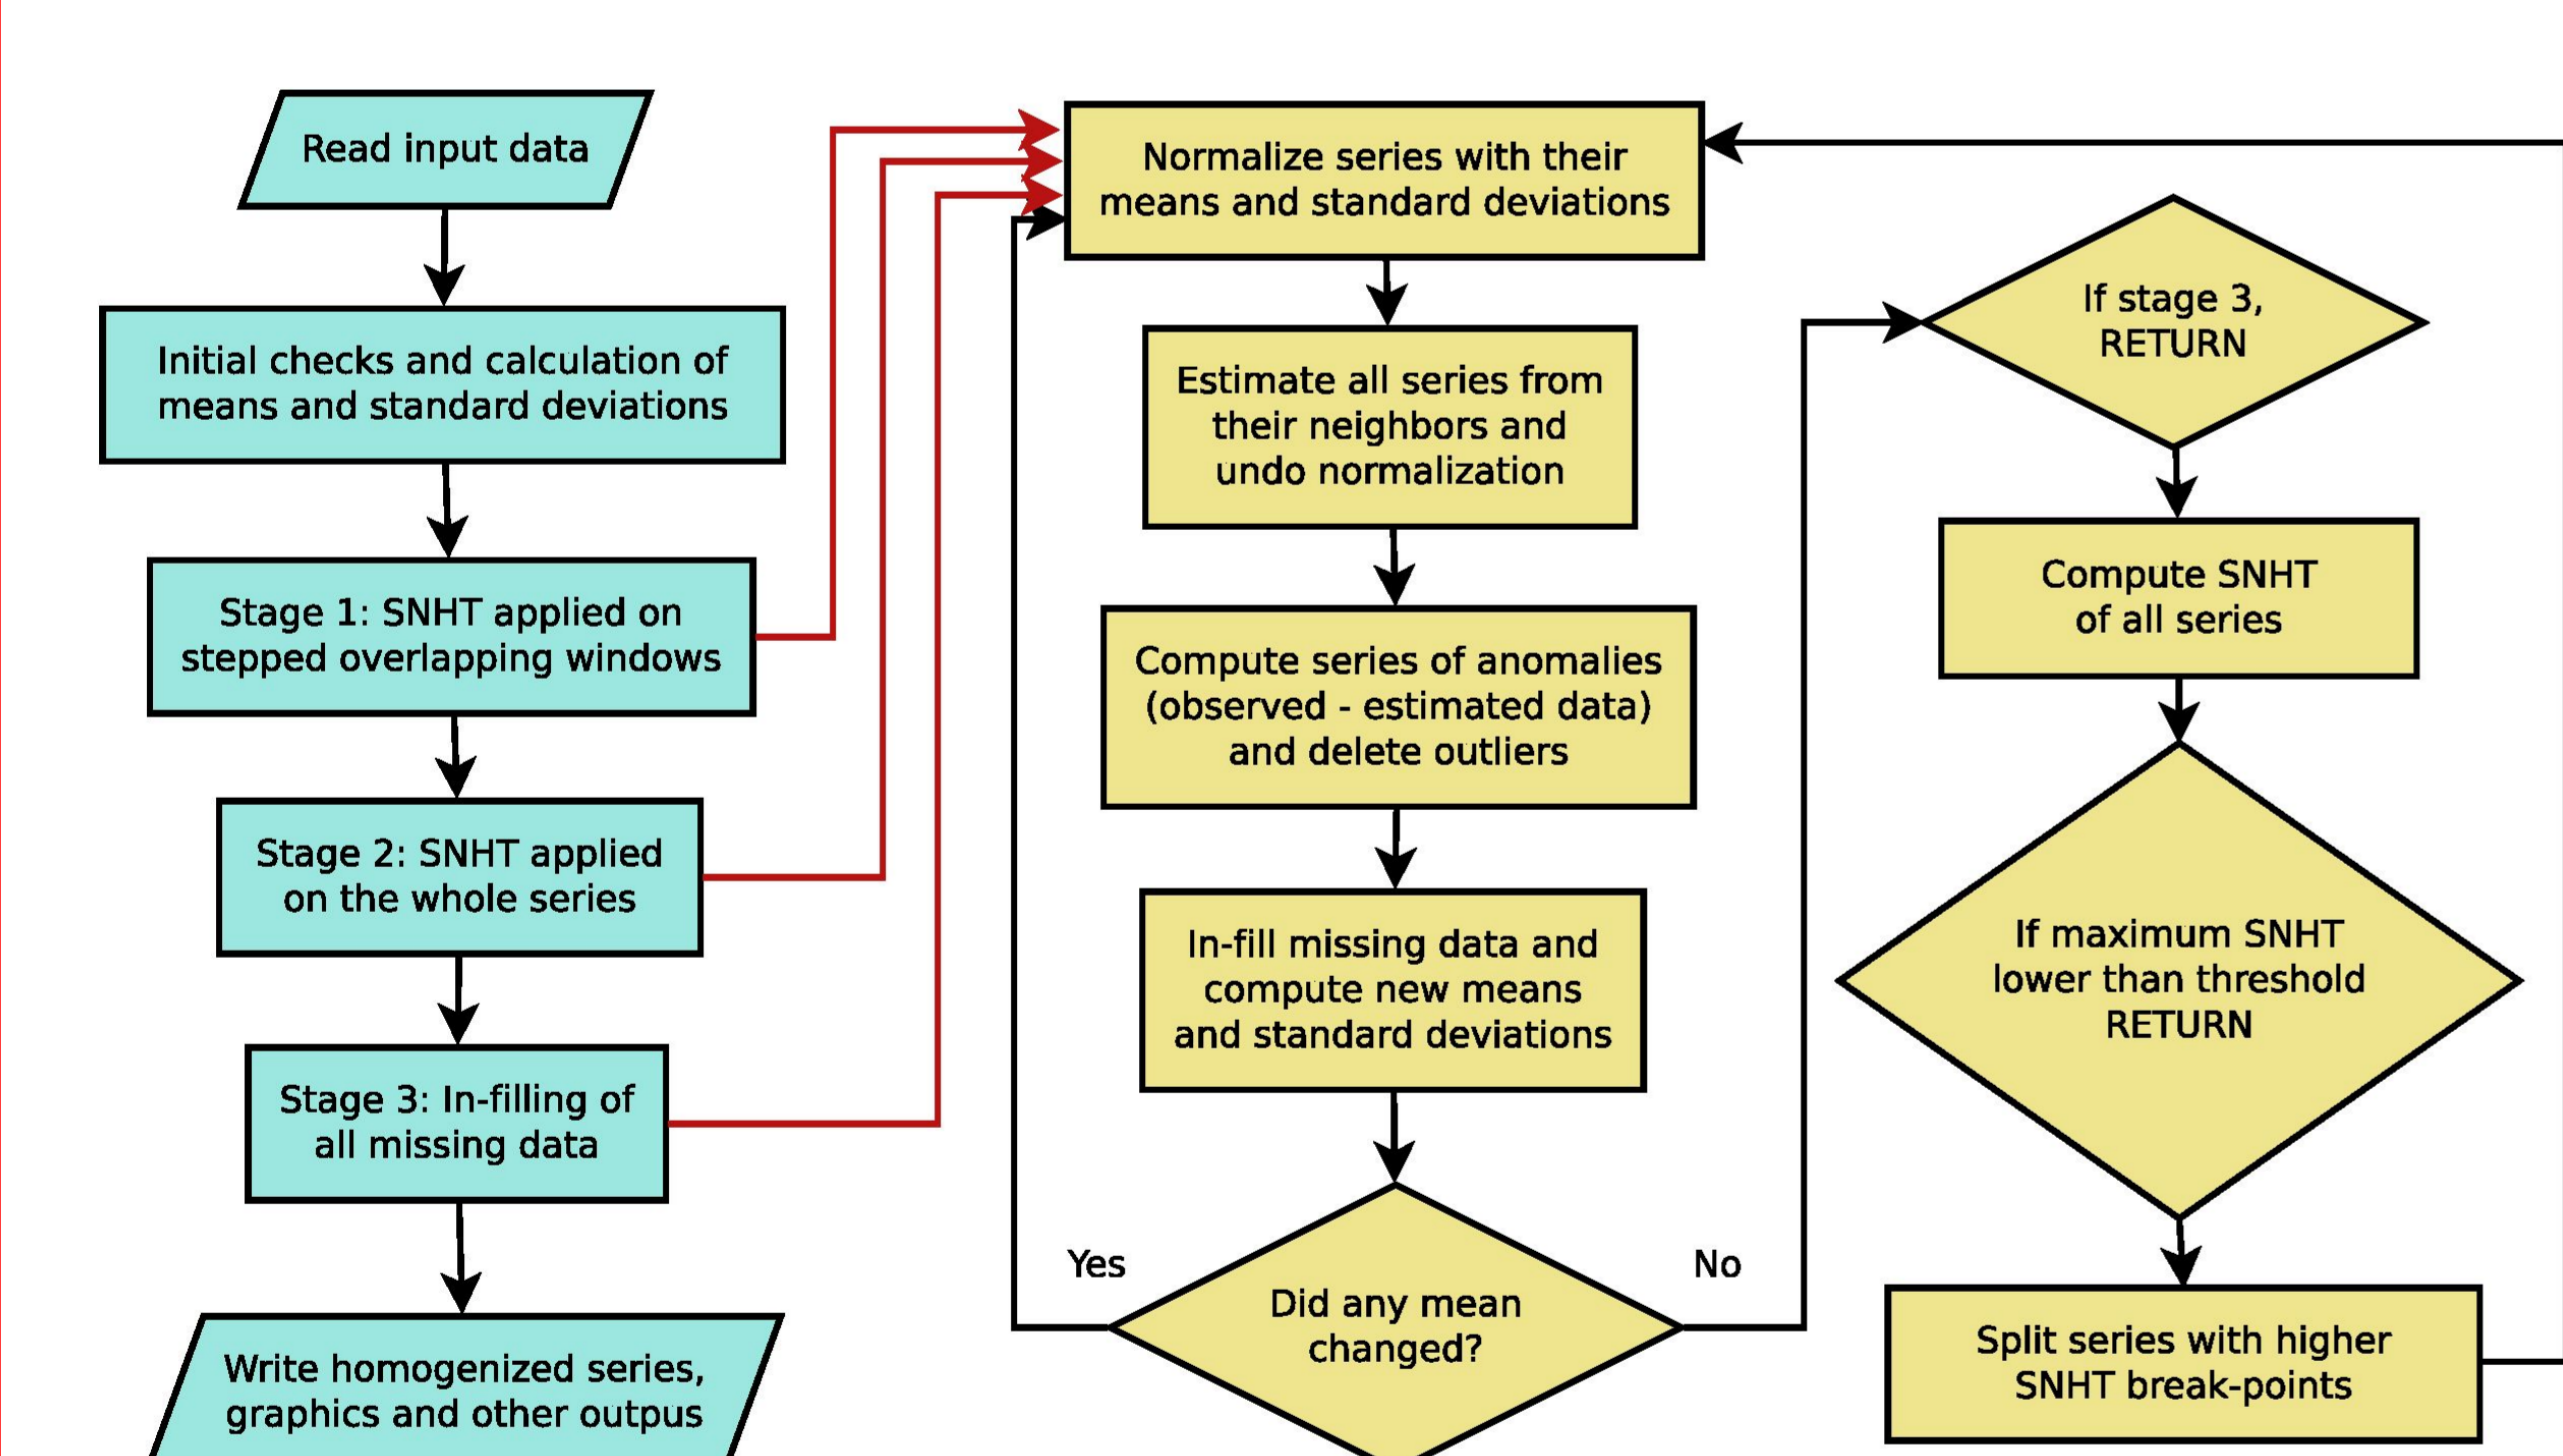 Read input data
Initial checks and calculation of
means and standard deviations
Stage 1: SNHT applied on
stepped overlapping windows
Stage 2: SNHT applied
on the whole series
Stage 3: In-filling of
all missing data
Write homogenized series,
graphics and other outpus
Normalize series with their
means and standard deviations
Estimate all series from
their neighbors and
undo normalization
Compute series of anomalies
(observed - estimated data)
and delete outliers
In-fill missing data and
compute new means
and standard deviations
Yes
No
Did any mean
changed?
If stage 3,
RETURN
Compute SNHT
of all series
If maximum SNHT
lower than threshold
RETURN
Split series with higher
SNHT break-points